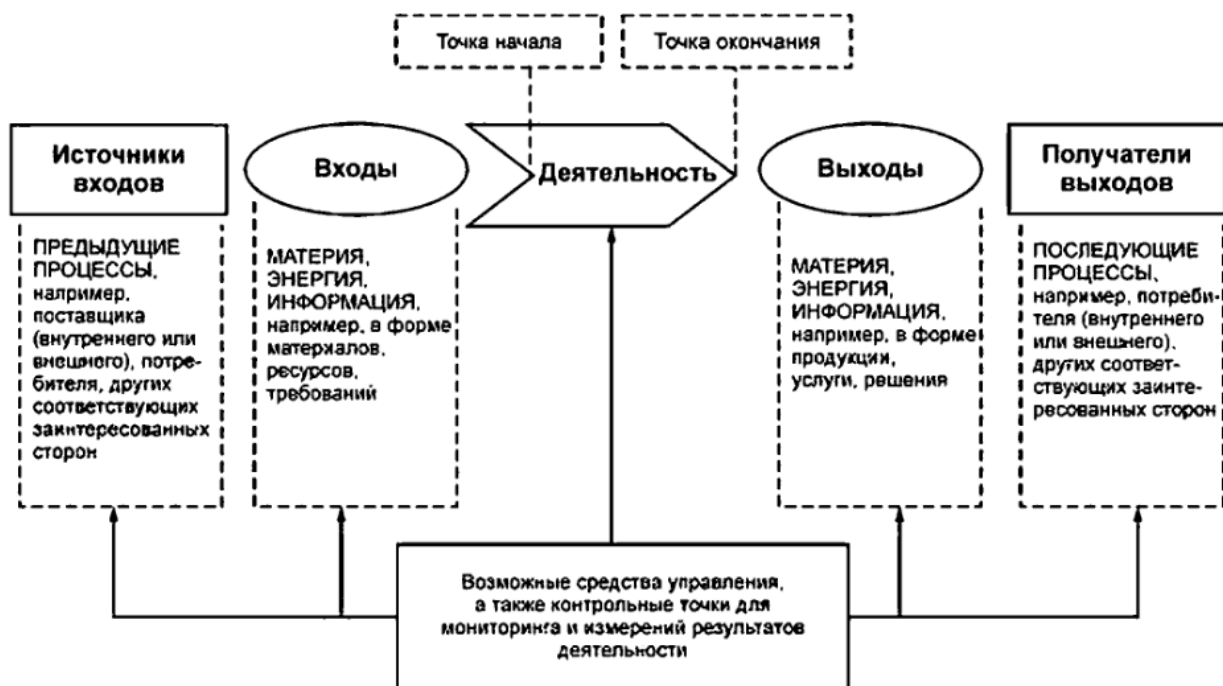 Точка начала
Точка окончания
Источники
входов
Входы
Деятельность
Выходы
Получатели
выходов
ПРЕДЫДУЩИЕ
ПРОЦЕССЫ,
например,
поставщика
(внутреннего или
внешнего), потре-
бителя, других
соответствующих
заинтересованных
сторон
МАТЕРИЯ,
ЭНЕРГИЯ,
ИНФОРМАЦИЯ,
например, в форме
материалов,
ресурсов,
требований
МАТЕРИЯ,
ЭНЕРГИЯ,
ИНФОРМАЦИЯ,
например, в форме
продукции,
услуги, решения
ПОСЛЕДУЮЩИЕ
ПРОЦЕССЫ,
например, потреби-
теля (внутреннего
или внешнего),
других соответ-
ствующих заинте-
ресованных сторон
Возможные средства управления,
а также контрольные точки для
мониторинга и измерений результатов
деятельности